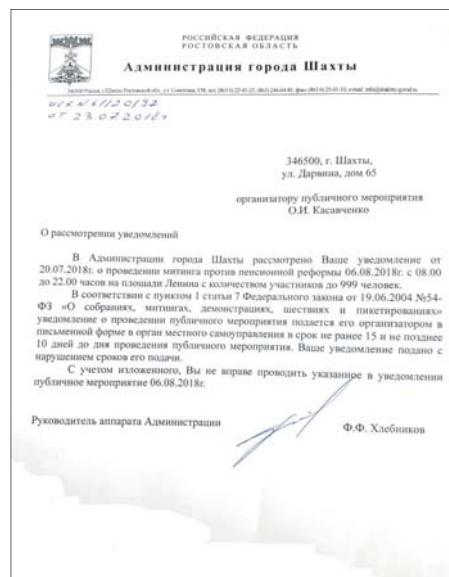 РОССИЙСКАЯ ФЕДЕРАЦИЯ
РОСТОВСКАЯ ОБЛАСТЬ
Администрация города Шахты
от 23.07.2018г
346500, г. Шахты,
ул. Дарвина, дом 65
организатору публичного мероприятия
О.И. Касавченко
О рассмотрении уведомлений
В Администрации города Шахты рассмотрено Ваше уведомление от
20.07.2018г. о проведении митинга против пенсионной реформы 06.08.2018г. с 08.00
до 22.00 часов на площади Ленина с количеством участников до 999 человек.
В соответствии с пунктом 1 статьи 7 Федерального закона от 19.06.2004 №54-
ФЗ «О собраниях, митингах, демонстрациях, шествиях и пикетированиях»
уведомление о проведении публичного мероприятия подается его организатором в
письменной форме в орган местного самоуправления в срок не ранее 15 и не позднее
10 дней до дня проведения публичного мероприятия. Ваше уведомление подано с
нарушением сроков его подачи.
С учетом изложенного, Вы не вправе проводить указанное в уведомлении
публичное мероприятие 06.08.2018г.
Руководитель аппарата Администрации
Ф.Ф. Хлебников